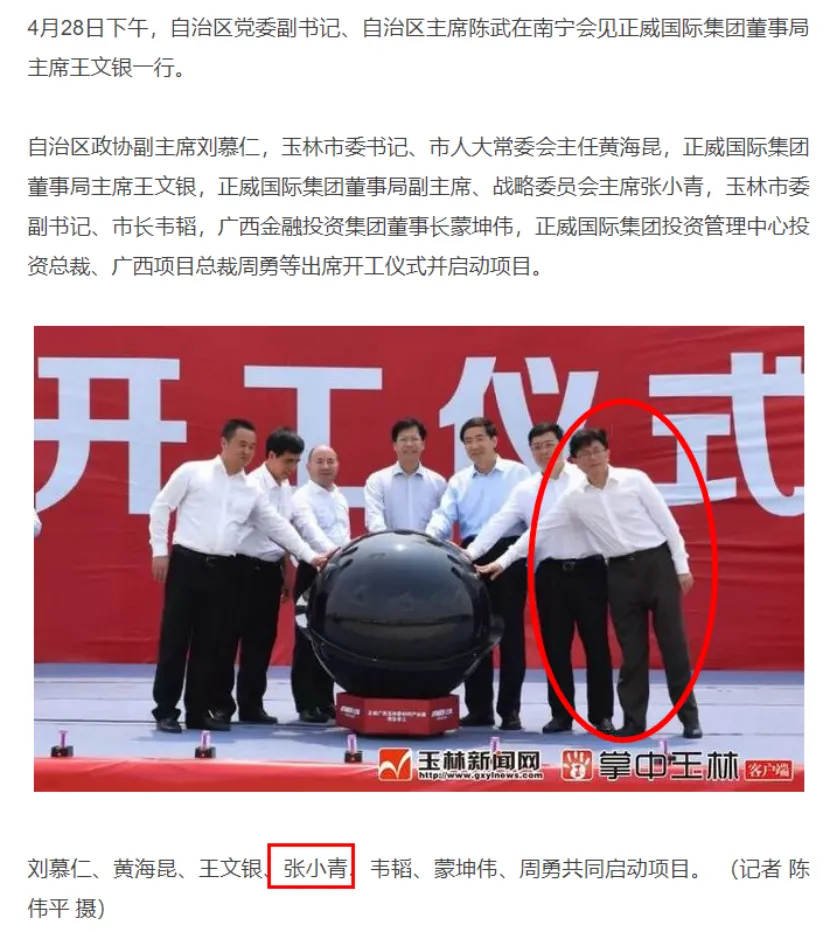 4月28日下午，自治区党委副书记、自治区主席陈武在南宁会见正威国际集团董事局
主席王文银一行。
自治区政协副主席刘慕仁，玉林市委书记、市人大常委会主任黄海昆，正威国际集团
董事局主席王文银，正威国际集团董事局副主席、战略委员会主席张小青，玉林市委
副书记、市长韦韬，广西金融投资集团董事长蒙坤伟，正威国际集团投资管理中心投
资总裁、广西项目总裁周勇等出席开工仪式并启动项目。
开工仪式
玉林新闻网
http://www.gxylnews.com
掌中玉林
客户端
刘慕仁、黄海昆、王文银、张小青、韦韬、蒙坤伟、周勇共同启动项目。（记者 陈
伟平 摄）